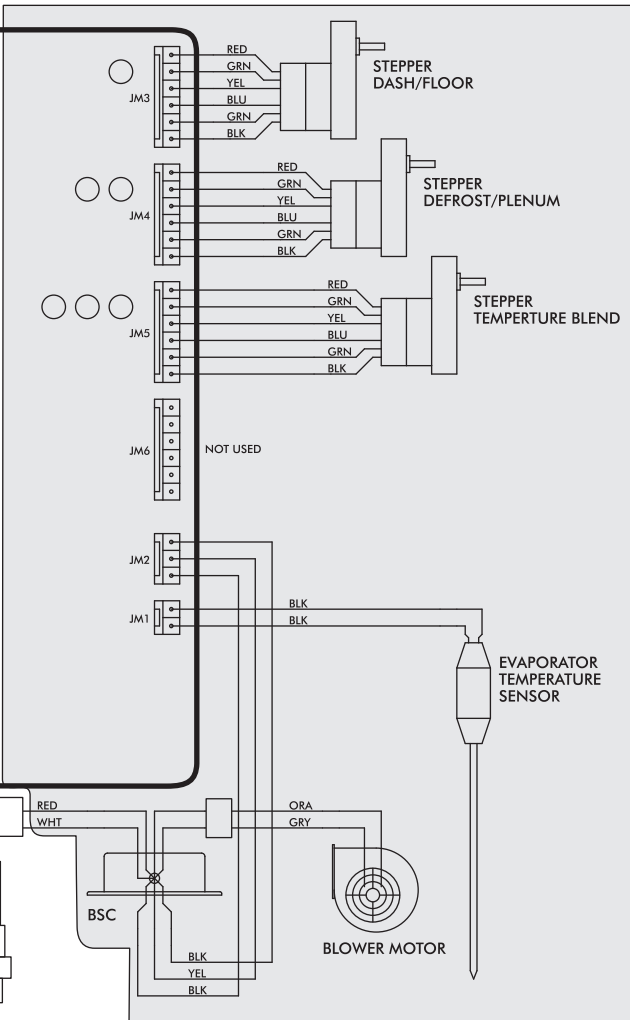 RED
GRN
YEL
BLU
GRN
BLK
JM3
STEPPER
DASH/FLOOR
RED
GRN
YEL
BLU
GRN
BLK
JM4
STEPPER
DEFROST/PLENUM
RED
GRN
YEL
BLU
GRN
BLK
JM5
STEPPER
TEMPERTURE BLEND
JM6
NOT USED
JM2
JM1
BLK
BLK
EVAPORATOR
TEMPERATURE
SENSOR
RED
WHT
ORA
GRY
BSC
BLOWER MOTOR
BLK
YEL
BLK